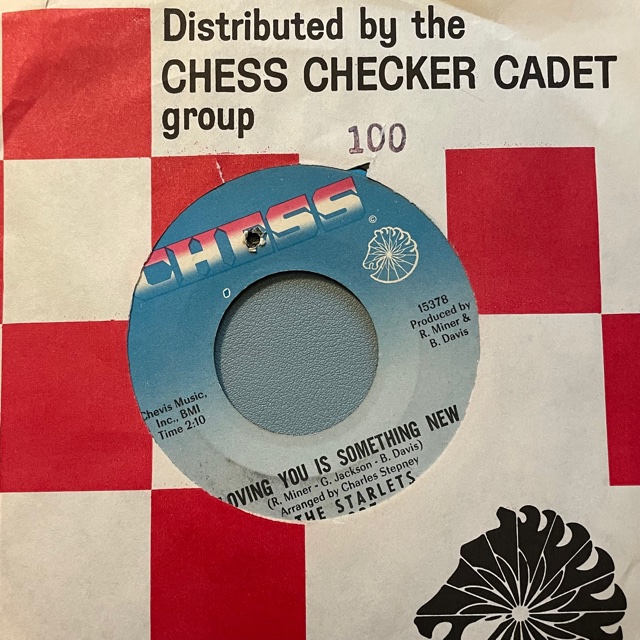 Distributed by the
CHESS CHECKER CADET
group
100
CHESS
©
15378
Produced by
R. Miner &
B. Davis
Chevis Music,
Inc., BMI
Time 2:10
LOVING YOU IS SOMETHING NEW
(R. Miner - G. Jackson - B. Davis)
Arranged by Charles Stepney
THE STARLETS